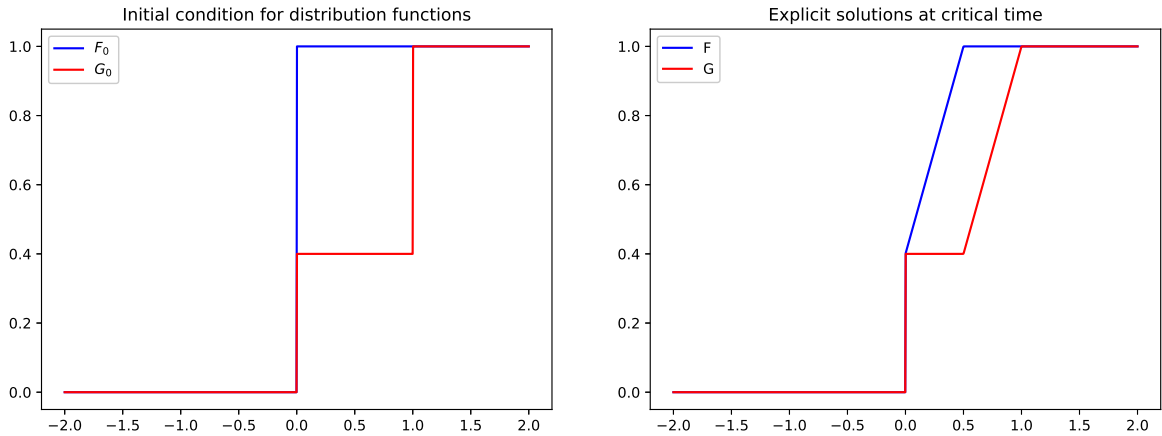 Initial condition for distribution functions
F₀
G₀
1.0
0.8
0.6
0.4
0.2
0.0
−2.0 −1.5 −1.0 −0.5 0.0 0.5 1.0 1.5 2.0
Explicit solutions at critical time
F
G
1.0
0.8
0.6
0.4
0.2
0.0
−2.0 −1.5 −1.0 −0.5 0.0 0.5 1.0 1.5 2.0